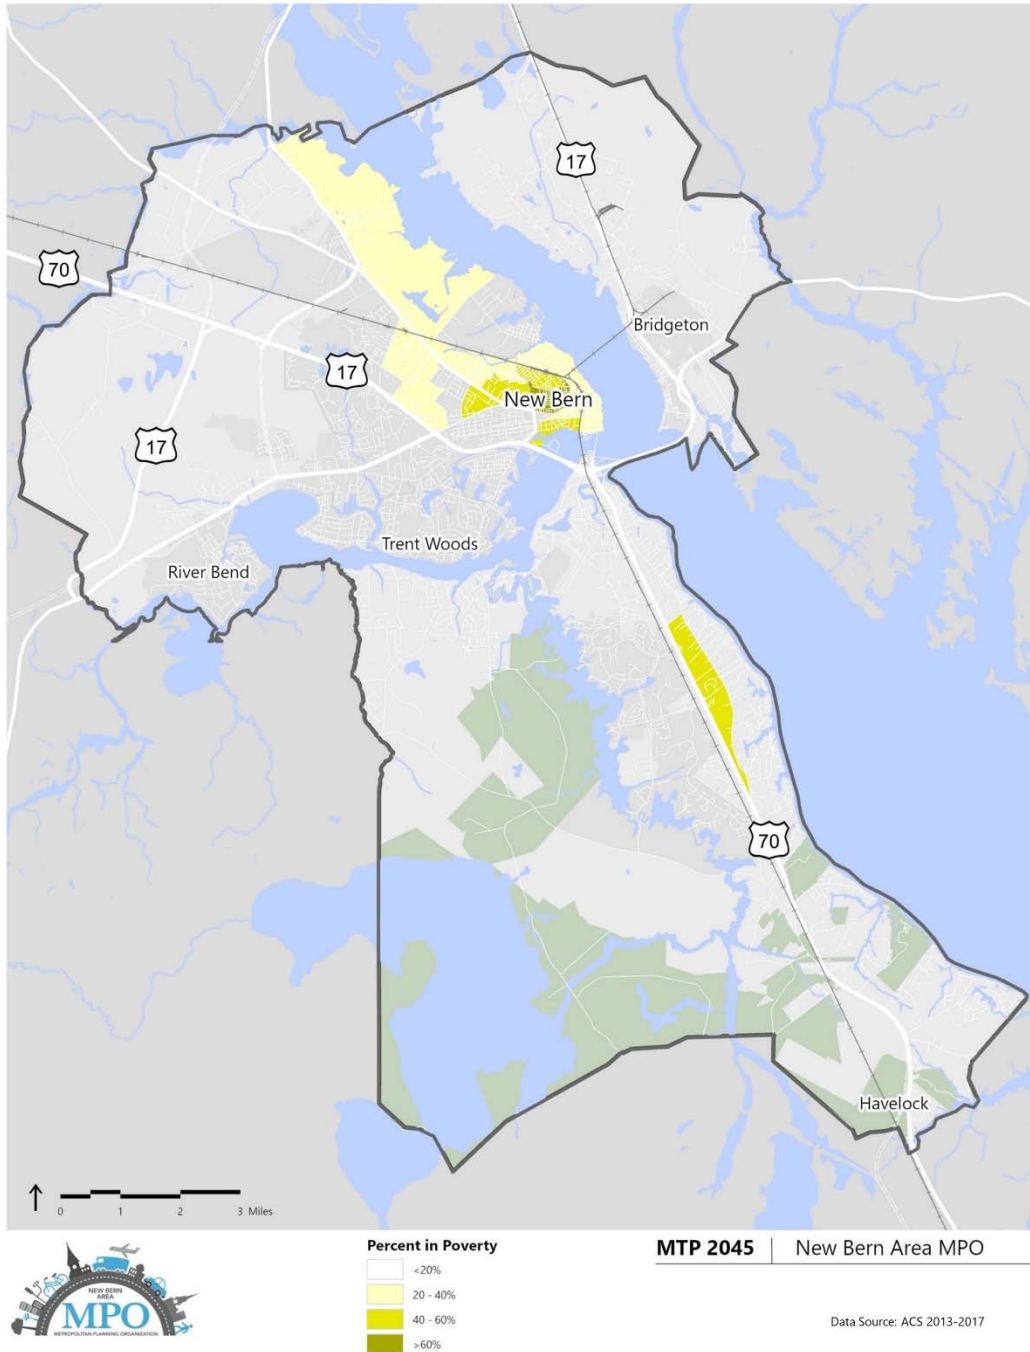 17
70
Bridgeton
17
New Bern
17
Trent Woods
River Bend
70
Havelock
0 1 2 3 Miles
NEW BERN
AREA
MPO
METROPOLITAN PLANNING ORGANIZATION
Percent in Poverty
<20%
20 - 40%
40 - 60%
>60%
MTP 2045 | New Bern Area MPO
Data Source: ACS 2013-2017